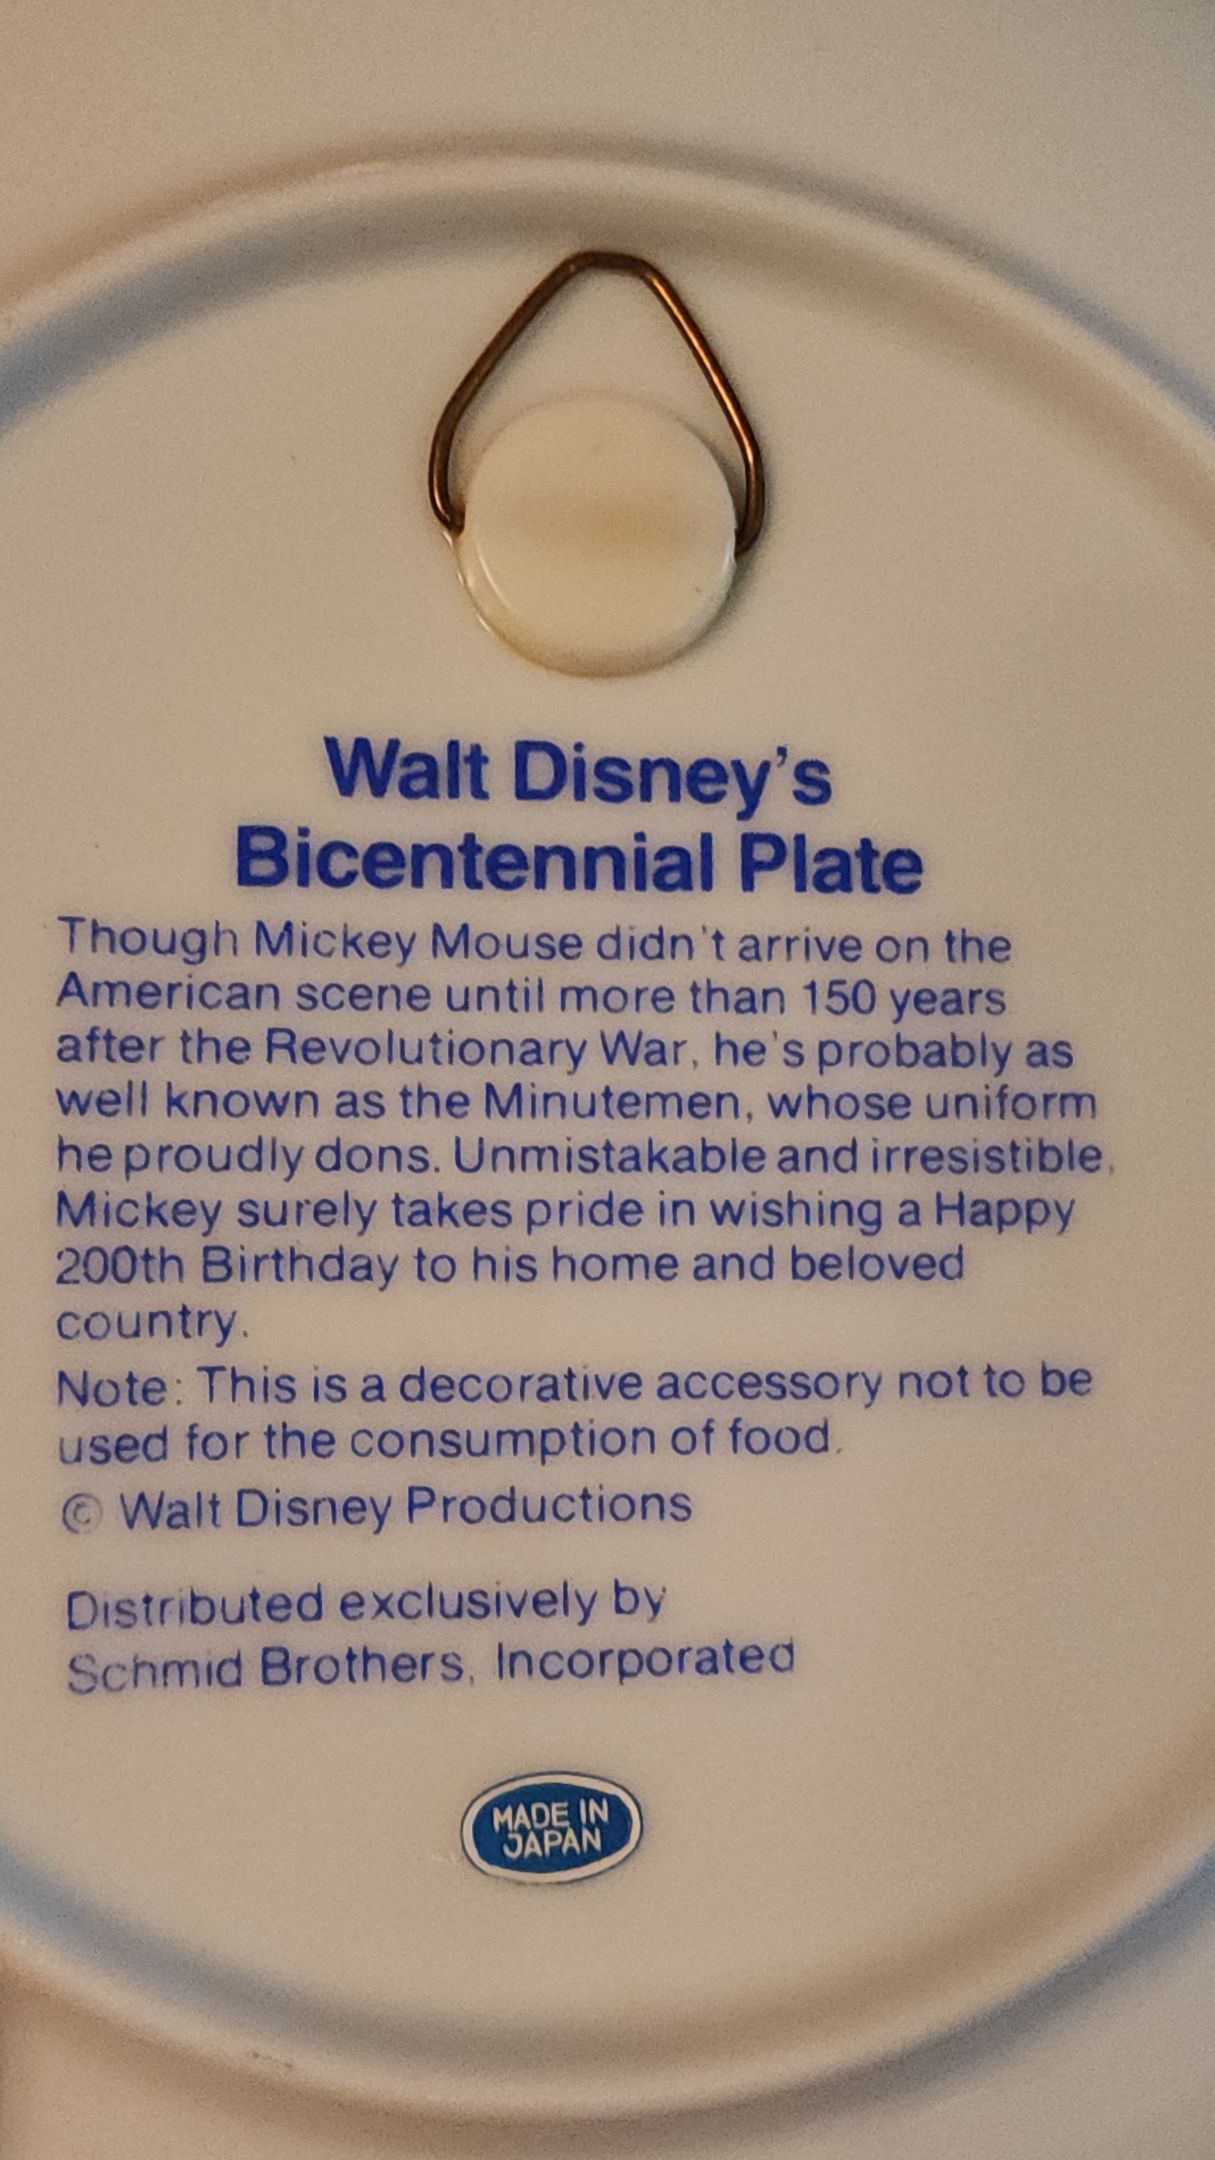 Walt Disney's
Bicentennial Plate
Though Mickey Mouse didn't arrive on the
American scene until more than 150 years
after the Revolutionary War, he's probably as
well known as the Minutemen, whose uniform
he proudly dons. Unmistakable and irresistible,
Mickey surely takes pride in wishing a Happy
200th Birthday to his home and beloved
country.
Note: This is a decorative accessory not to be
used for the consumption of food.
© Walt Disney Productions
Distributed exclusively by
Schmid Brothers, Incorporated
MADE IN
JAPAN